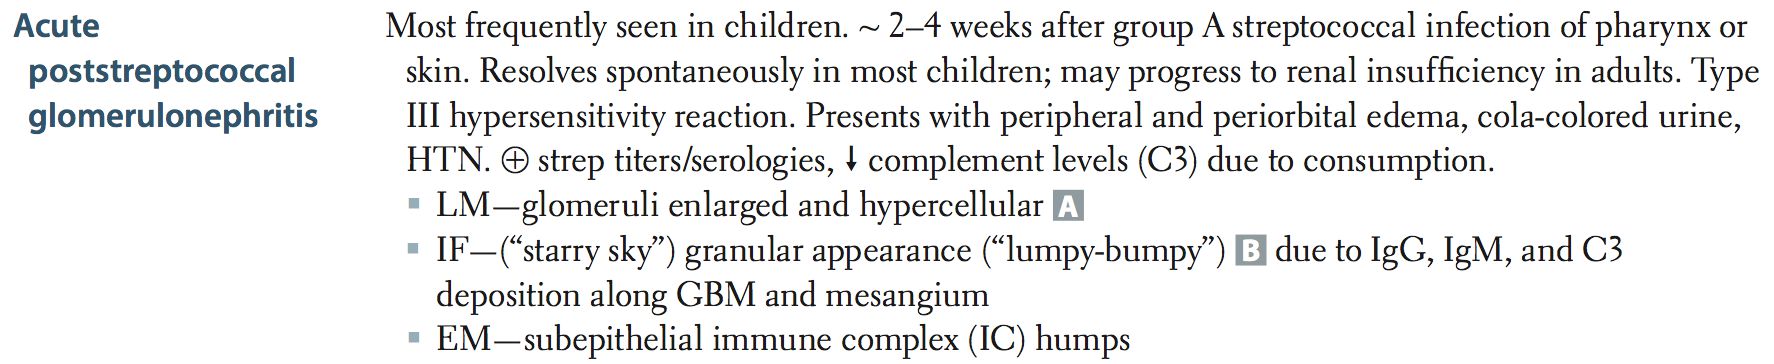 Acute
poststreptococcal
glomerulonephritis
Most frequently seen in children. ~ 2–4 weeks after group A streptococcal infection of pharynx or
skin. Resolves spontaneously in most children; may progress to renal insufficiency in adults. Type
III hypersensitivity reaction. Presents with peripheral and periorbital edema, cola-colored urine,
HTN. ⊕ strep titers/serologies, ↓ complement levels (C3) due to consumption.
▪ LM—glomeruli enlarged and hypercellular A
▪ IF—(“starry sky”) granular appearance (“lumpy-bumpy”) B due to IgG, IgM, and C3
deposition along GBM and mesangium
▪ EM—subepithelial immune complex (IC) humps